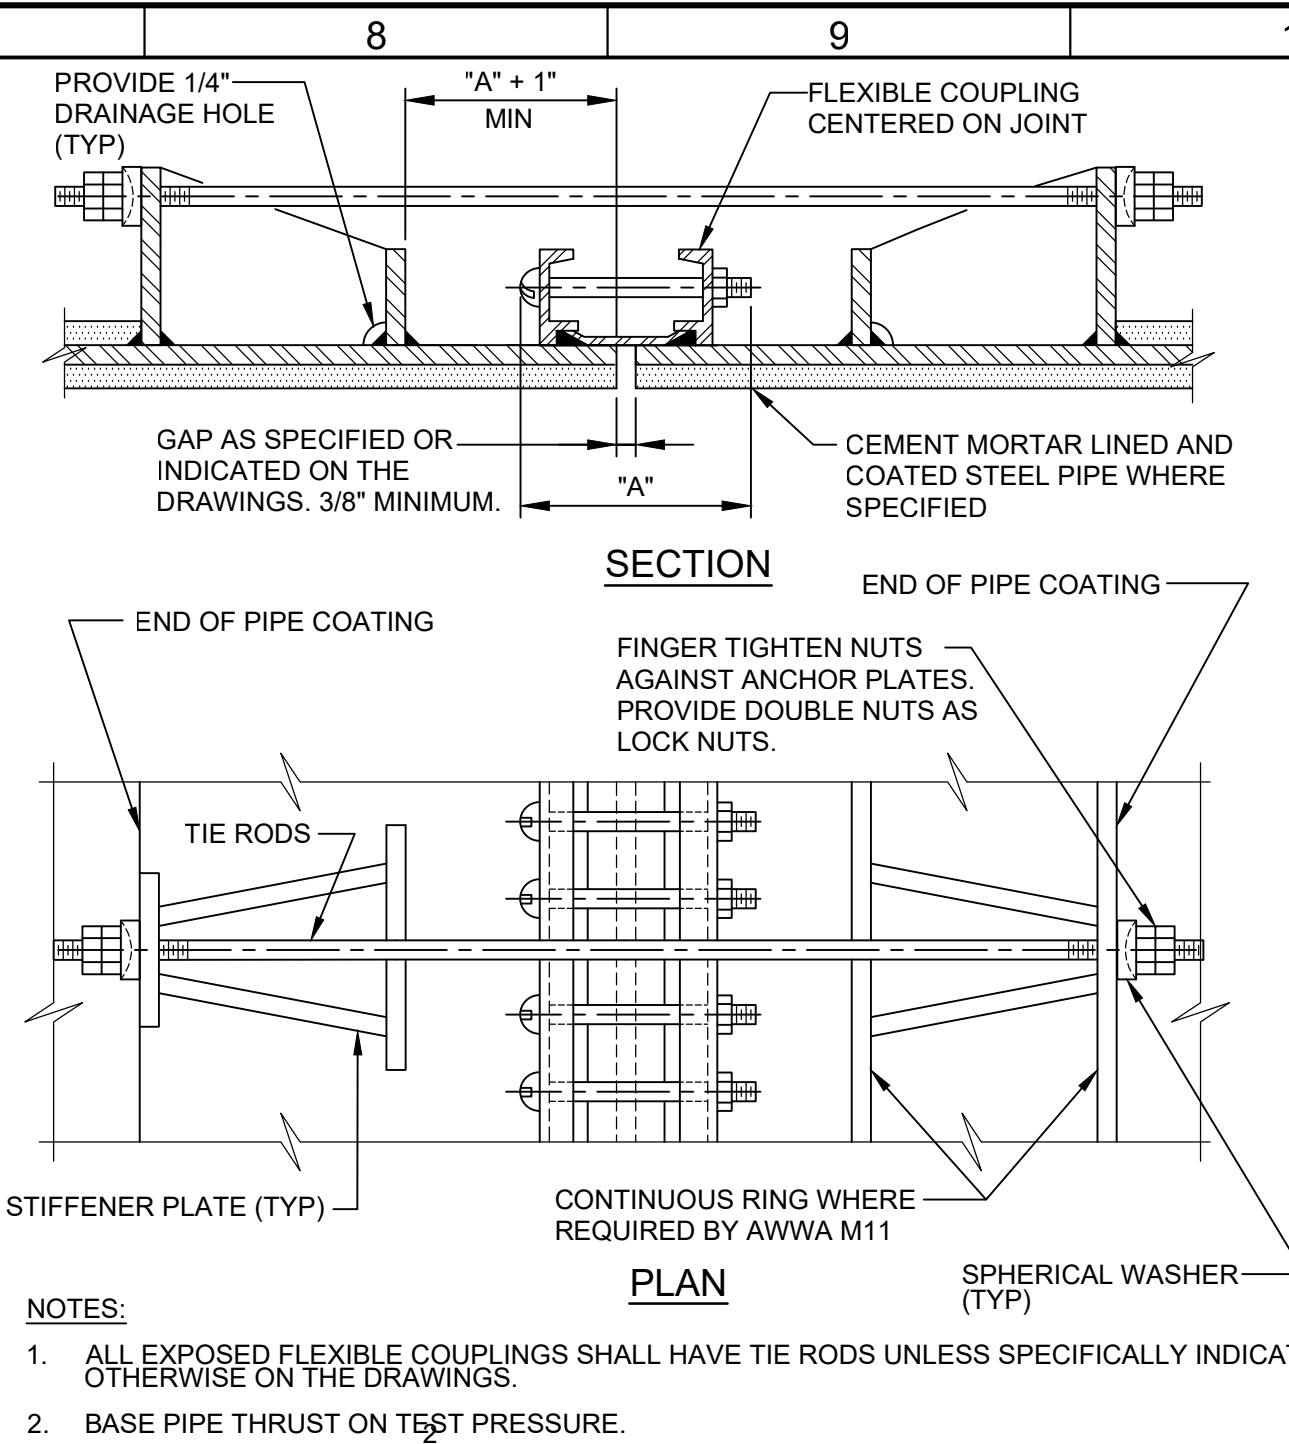 8
9
PROVIDE 1/4"
DRAINAGE HOLE
(TYP)
"A" + 1"
MIN
FLEXIBLE COUPLING
CENTERED ON JOINT
GAP AS SPECIFIED OR
INDICATED ON THE
DRAWINGS. 3/8" MINIMUM.
"A"
CEMENT MORTAR LINED AND
COATED STEEL PIPE WHERE
SPECIFIED
SECTION
END OF PIPE COATING
END OF PIPE COATING
FINGER TIGHTEN NUTS
AGAINST ANCHOR PLATES.
PROVIDE DOUBLE NUTS AS
LOCK NUTS.
TIE RODS
STIFFENER PLATE (TYP)
CONTINUOUS RING WHERE
REQUIRED BY AWWA M11
PLAN
SPHERICAL WASHER
(TYP)
NOTES:
1. ALL EXPOSED FLEXIBLE COUPLINGS SHALL HAVE TIE RODS UNLESS SPECIFICALLY
OTHERWISE ON THE DRAWINGS.
2. BASE PIPE THRUST ON TEST PRESSURE.
2